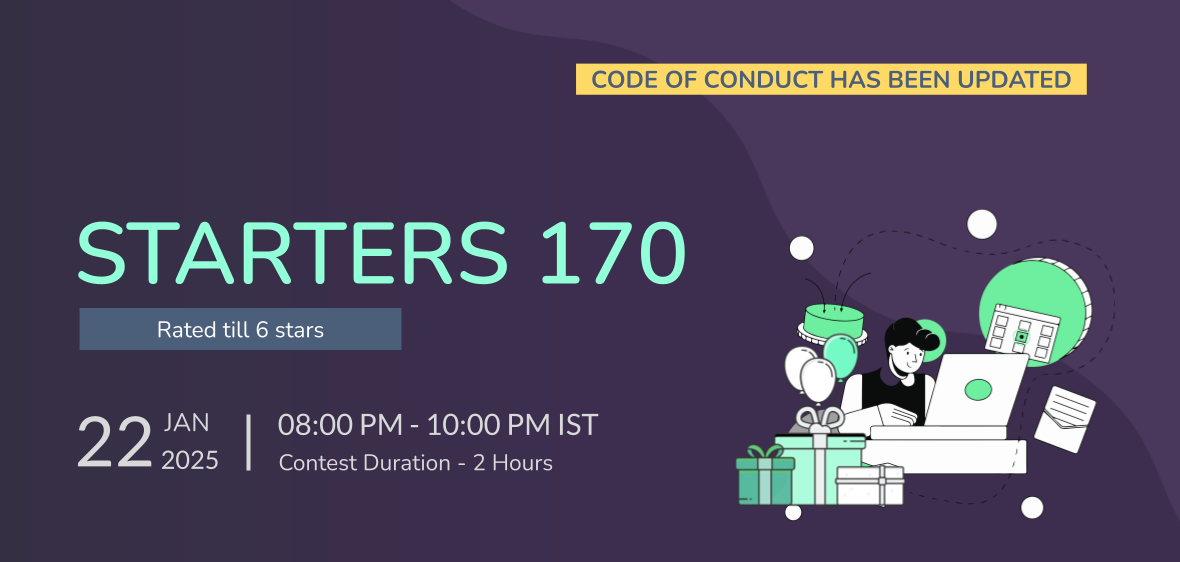 CODE OF CONDUCT HAS BEEN UPDATED
STARTERS 170
Rated till 6 stars
22 JAN 2025
08:00 PM - 10:00 PM IST
Contest Duration - 2 Hours